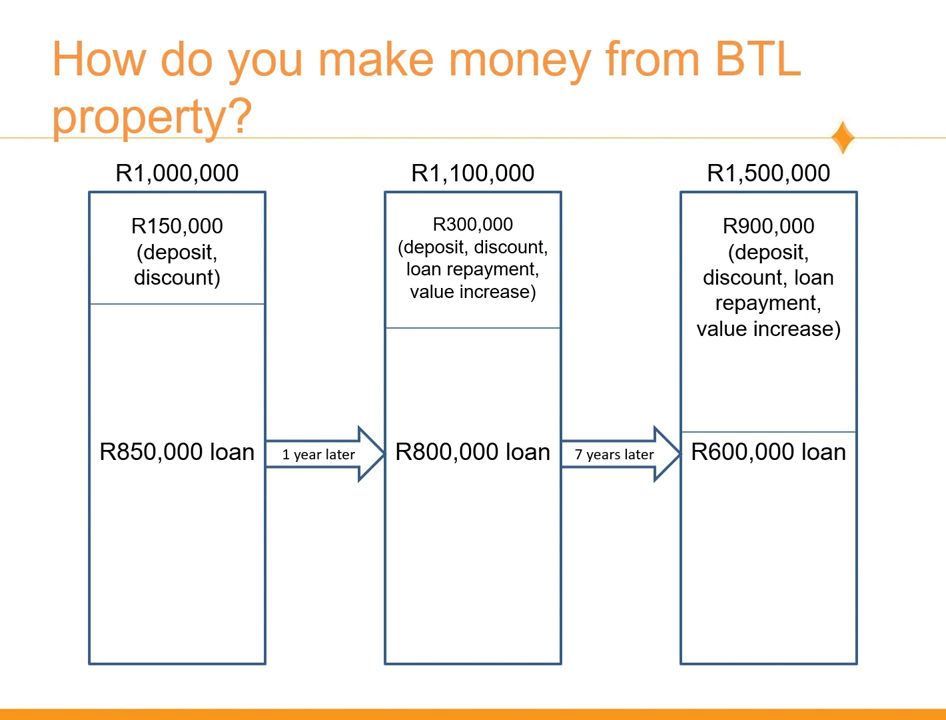 How do you make money from BTL
property?
R1,000,000
R150,000
(deposit,
discount)
R850,000 loan
1 year later
R1,100,000
R300,000
(deposit, discount,
loan repayment,
value increase)
R800,000 loan
7 years later
R1,500,000
R900,000
(deposit,
discount, loan
repayment,
value increase)
R600,000 loan